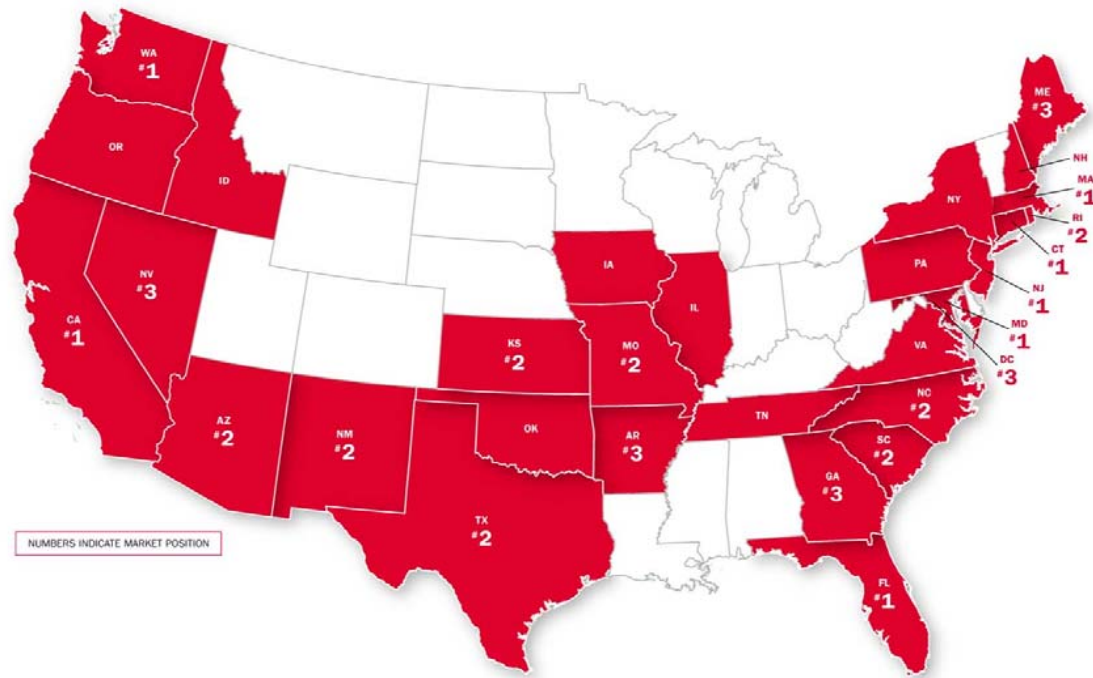 WA
#1
OR
ID
NV
#3
CA
#1
AZ
#2
NM
#2
KS
#2
OK
TX
#2
IA
MO
#2
AR
#3
IL
TN
ME
#3
NH
MA
#1
RI
#2
CT
#1
NY
PA
NJ
#1
MD
#1
DC
#3
VA
NC
#2
SC
#2
GA
#3
FL
#1
NUMBERS INDICATE MARKET POSITION